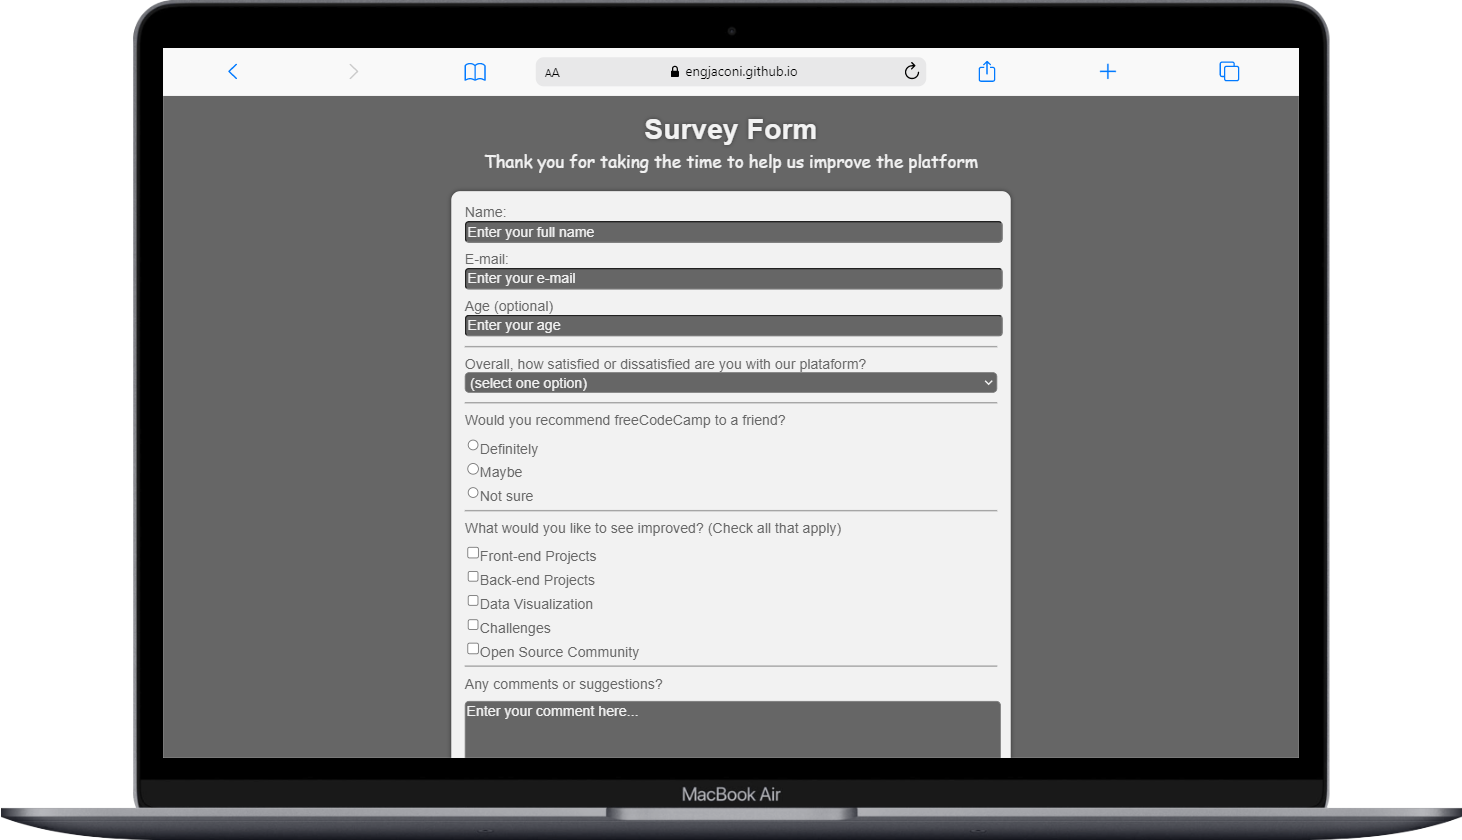 AA
engjaconi.github.io
Survey Form
Thank you for taking the time to help us improve the platform
Name:
Enter your full name
E-mail:
Enter your e-mail
Age (optional)
Enter your age
Overall, how satisfied or dissatisfied are you with our plataform?
(select one option)
Would you recommend freeCodeCamp to a friend?
Definitely
Maybe
Not sure
What would you like to see improved? (Check all that apply)
Front-end Projects
Back-end Projects
Data Visualization
Challenges
Open Source Community
Any comments or suggestions?
Enter your comment here...
MacBook Air